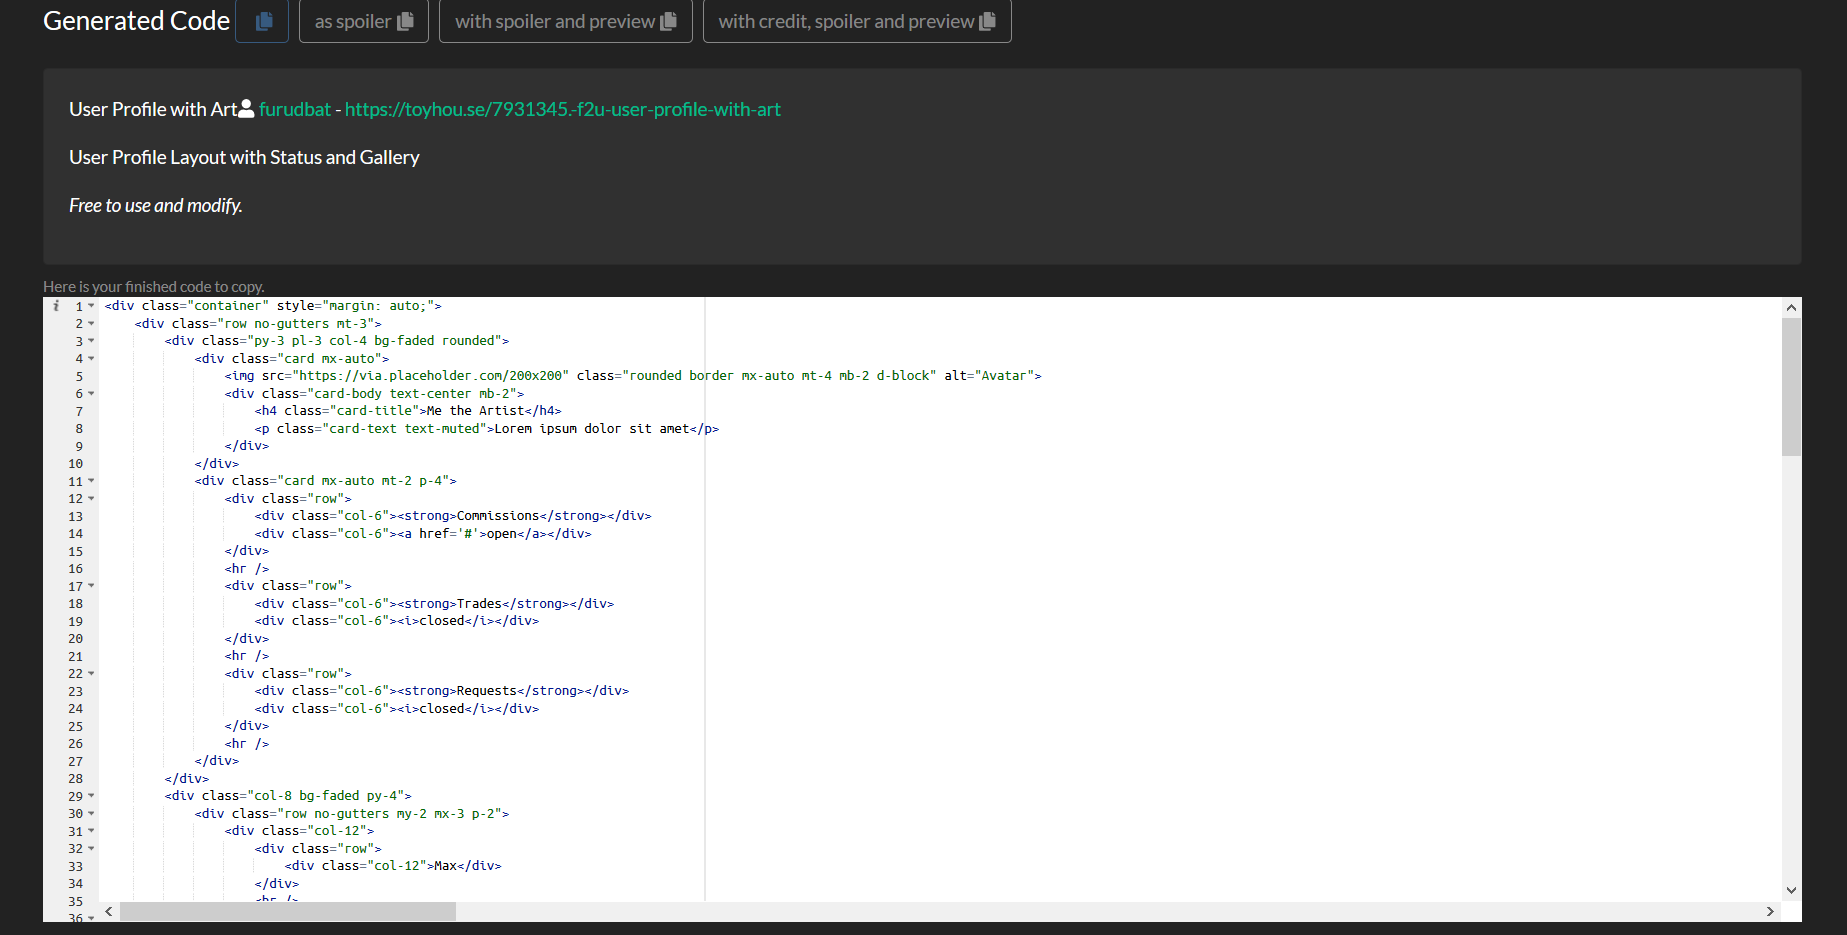 Generated Code as spoiler with spoiler and preview with credit, spoiler and preview
User Profile with Art furudbat - https://toyhou.se/7931345.-f2u-user-profile-with-art
User Profile Layout with Status and Gallery
Free to use and modify.
Here is your finished code to copy.
i 1 <div class="container" style="margin: auto;">
2 <div class="row no-gutters mt-3">
3 <div class="py-3 pl-3 col-4 bg-faded rounded">
4 <div class="card mx-auto">
5 <img src="https://via.placeholder.com/200x200" class="rounded border mx-auto mt-4 mb-2 d-block" alt="Avatar">
6 <div class="card-body text-center mb-2">
7 <h4 class="card-title">Me the Artist</h4>
8 <p class="card-text text-muted">Lorem ipsum dolor sit amet</p>
9 </div>
10 </div>
11 <div class="card mx-auto mt-2 p-4">
12 <div class="row">
13 <div class="col-6"><strong>Commissions</strong></div>
14 <div class="col-6"><a href='#'>open</a></div>
15 </div>
16 <hr />
17 <div class="row">
18 <div class="col-6"><strong>Trades</strong></div>
19 <div class="col-6"><i>closed</i></div>
20 </div>
21 <hr />
22 <div class="row">
23 <div class="col-6"><strong>Requests</strong></div>
24 <div class="col-6"><i>closed</i></div>
25 </div>
26 <hr />
27 </div>
28 </div>
29 <div class="col-8 bg-faded py-4">
30 <div class="row no-gutters my-2 mx-3 p-2">
31 <div class="col-12">
32 <div class="row">
33 <div class="col-12">Max</div>
34 </div>
35 <hr />
36